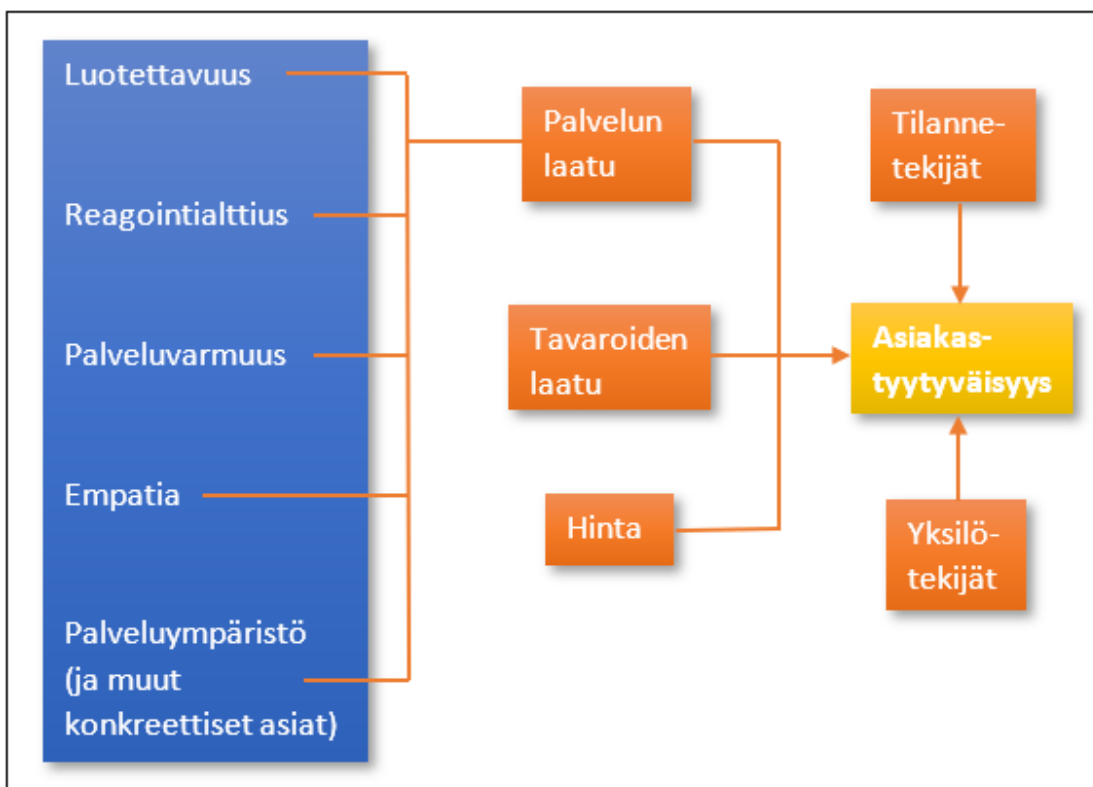 Luotettavuus
Reagointialttius
Palveluvarmuus
Empatia
Palveluympäristö
(ja muut
konkreettiset asiat)
Palvelun
laatu
Tavaroiden
laatu
Hinta
Tilanne-
tekijät
Asiakas-
tyytyväisyys
Yksilö-
tekijät